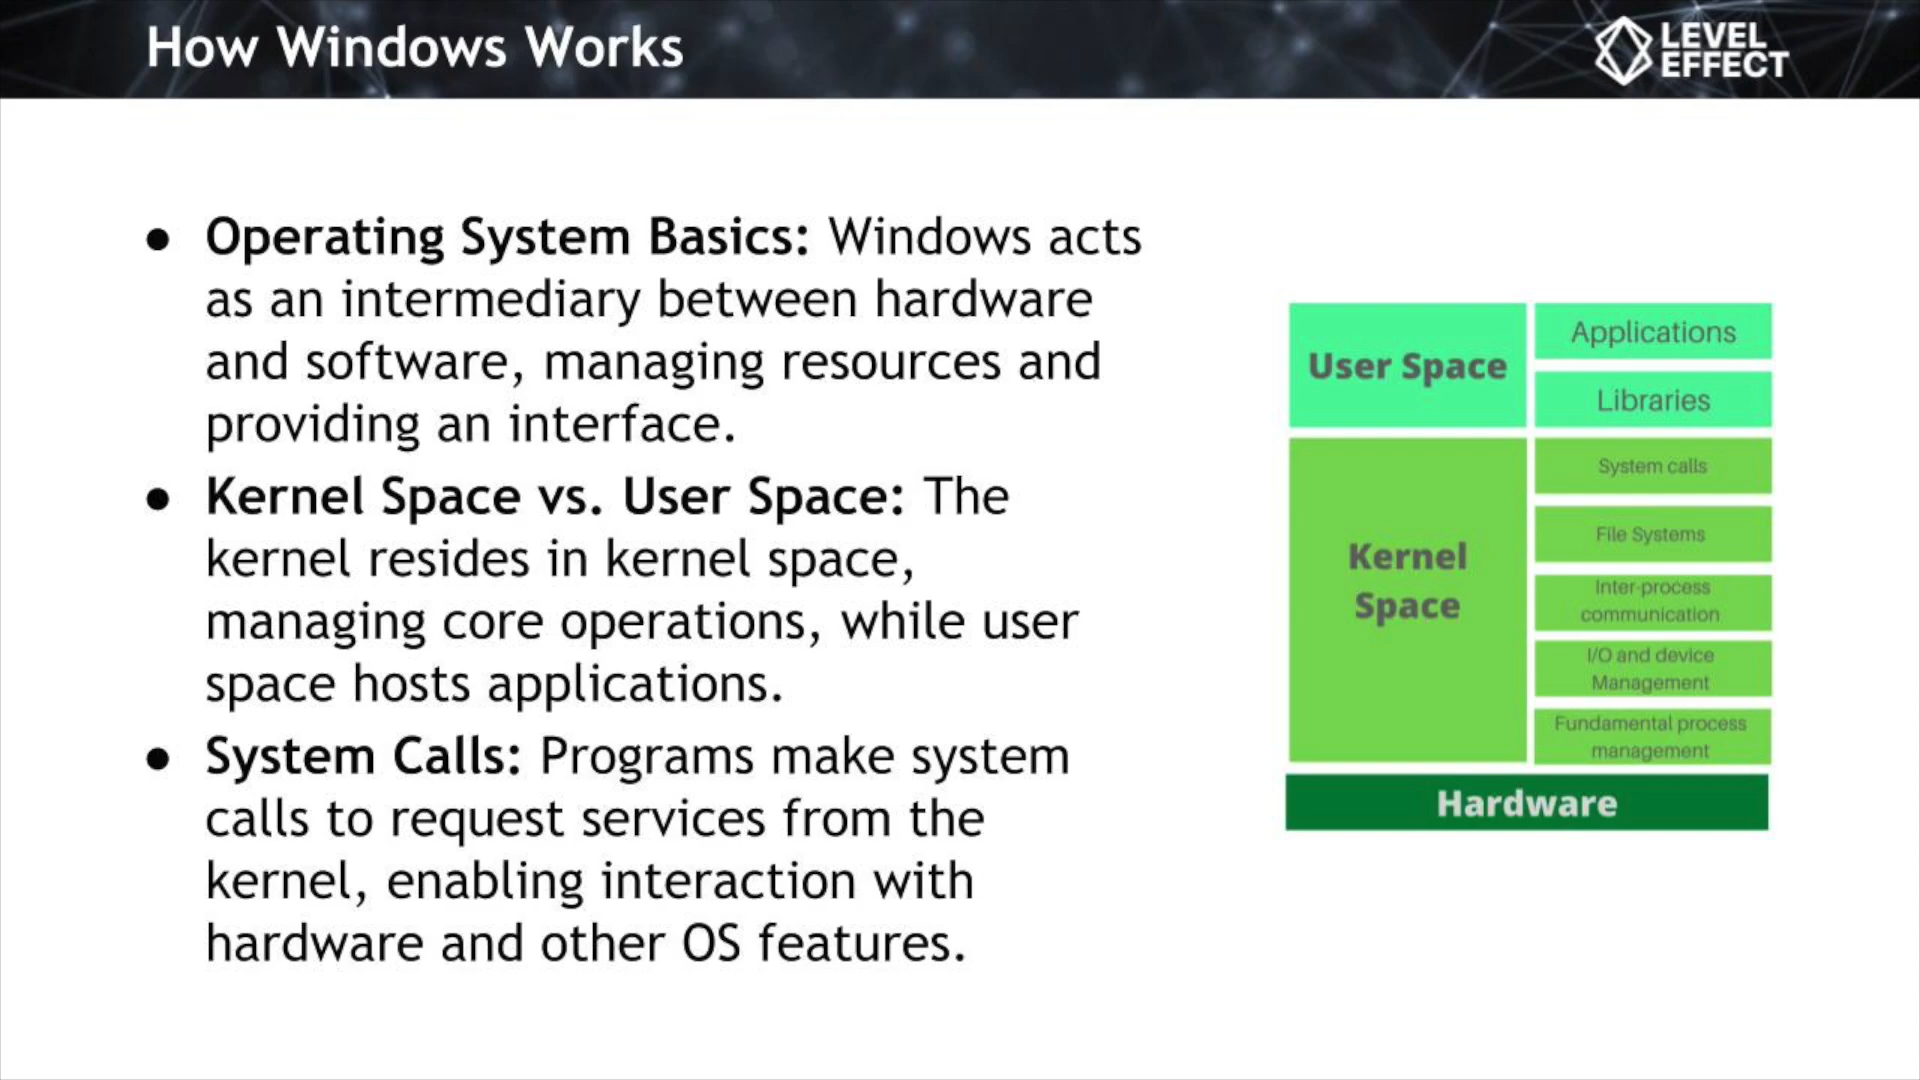 How Windows Works
LEVEL
EFFECT
● Operating System Basics: Windows acts
as an intermediary between hardware
and software, managing resources and
providing an interface.
● Kernel Space vs. User Space: The
kernel resides in kernel space,
managing core operations, while user
space hosts applications.
● System Calls: Programs make system
calls to request services from the
kernel, enabling interaction with
hardware and other OS features.
User Space
Applications
Libraries
Kernel
Space
System calls
File Systems
Inter-process
communication
I/O and device
Management
Fundamental process
management
Hardware